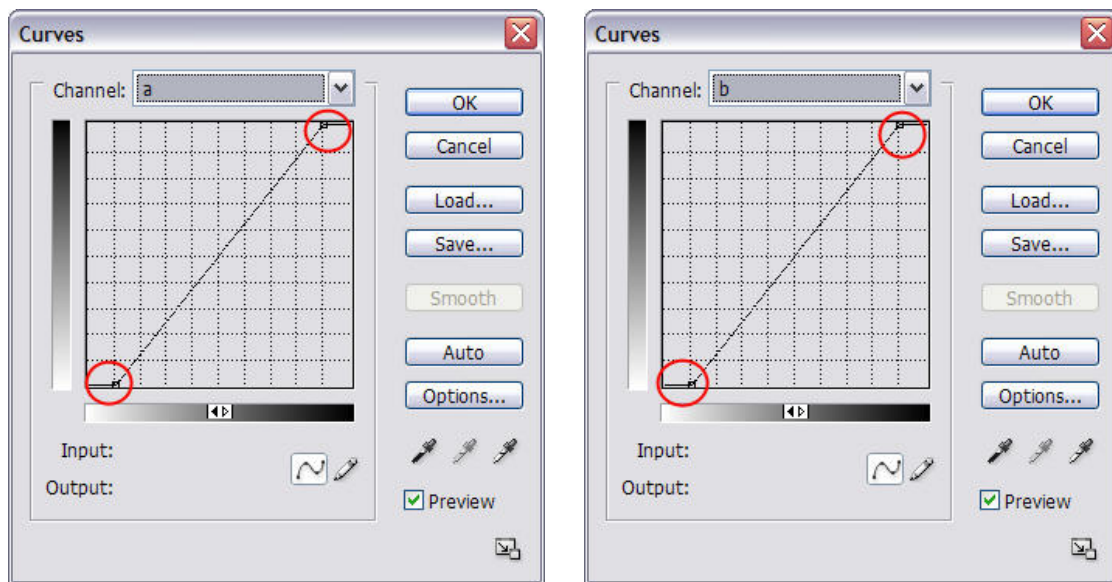 Curves
Channel: a
OK
Cancel
Load...
Save...
Smooth
Auto
Options...
Input:
Output:
Preview
Curves
Channel: b
OK
Cancel
Load...
Save...
Smooth
Auto
Options...
Input:
Output:
Preview